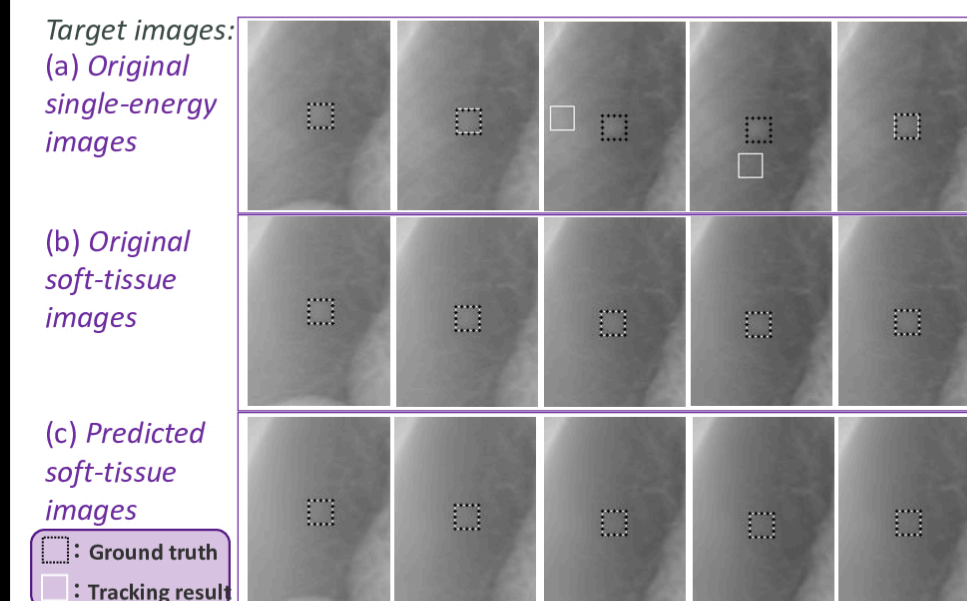 Target images:
(a) Original
single-energy
images
(b) Original
soft-tissue
images
(c) Predicted
soft-tissue
images
: Ground truth
: Tracking result